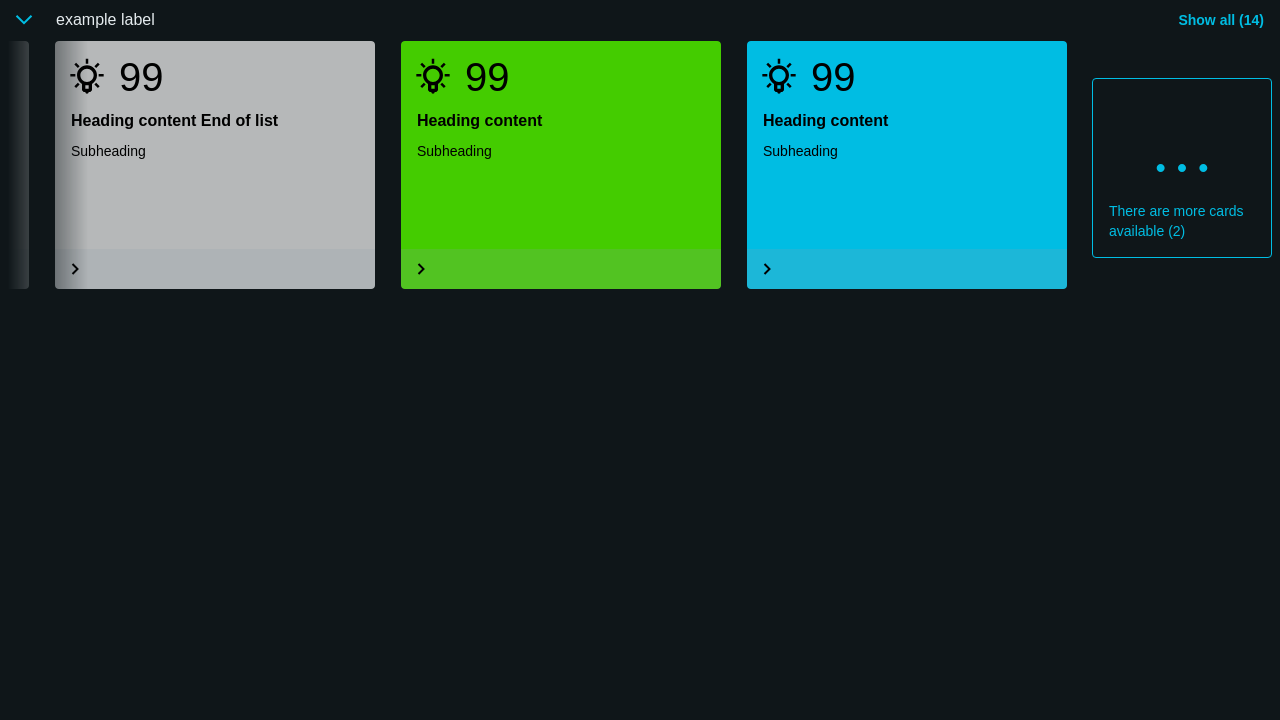 example label
Show all (14)
99
Heading content End of list
Subheading
99
Heading content
Subheading
99
Heading content
Subheading
There are more cards
available (2)